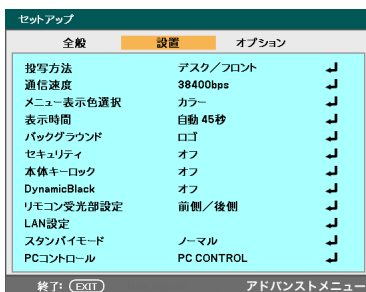 セットアップ
全般 設置 オプション
投写方法 デスク／フロント
通信速度 38400bps
メニュー表示色選択 カラー
表示時間 自動 45秒
バックグラウンド ロゴ
セキュリティ オフ
本体キーロック オフ
DynamicBlack オフ
リモコン受光部設定 前側／後側
LAN設定
スタンバイモード ノーマル
PCコントロール PC CONTROL
終了: EXIT アドバンストメニュー